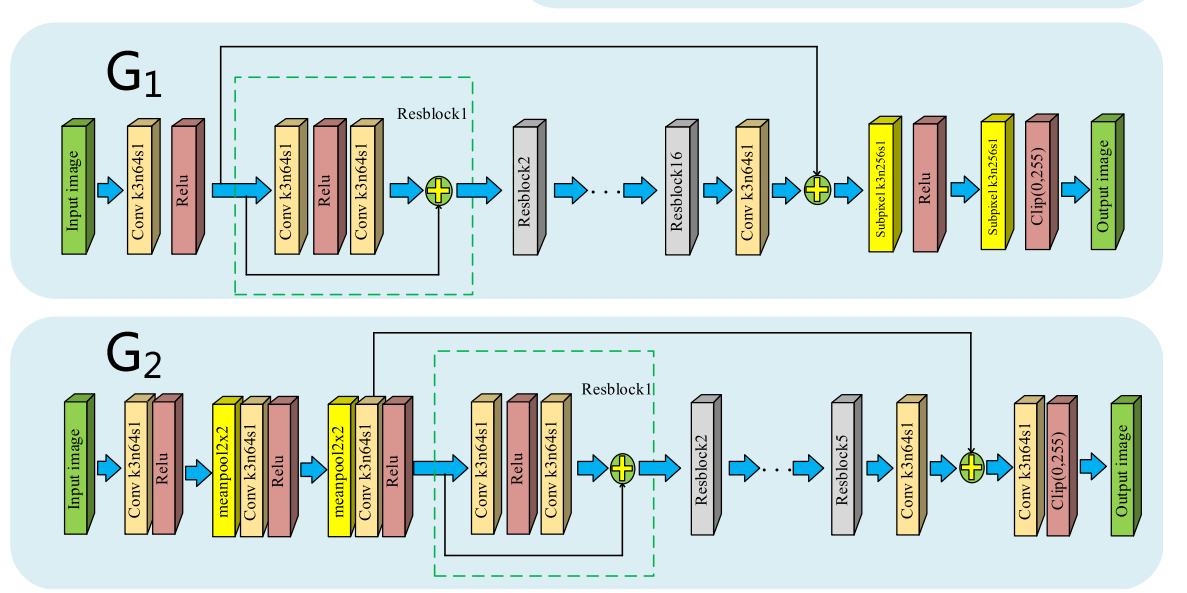 G1
Resblock1
Input image
Conv k3n64s1
Relu
Conv k3n64s1
Relu
Conv k3n64s1
Resblock2
. . .
Resblock16
Conv k3n64s1
Subpixel k3n256s1
Relu
Subpixel k3n256s1
Clip(0,255)
Output image
G2
Resblock1
Input image
Conv k3n64s1
Relu
meanpool2x2
Conv k3n64s1
Relu
meanpool2x2
Conv k3n64s1
Relu
Conv k3n64s1
Relu
Conv k3n64s1
Resblock2
. . .
Resblock5
Conv k3n64s1
Conv k3n64s1
Clip(0,255)
Output image